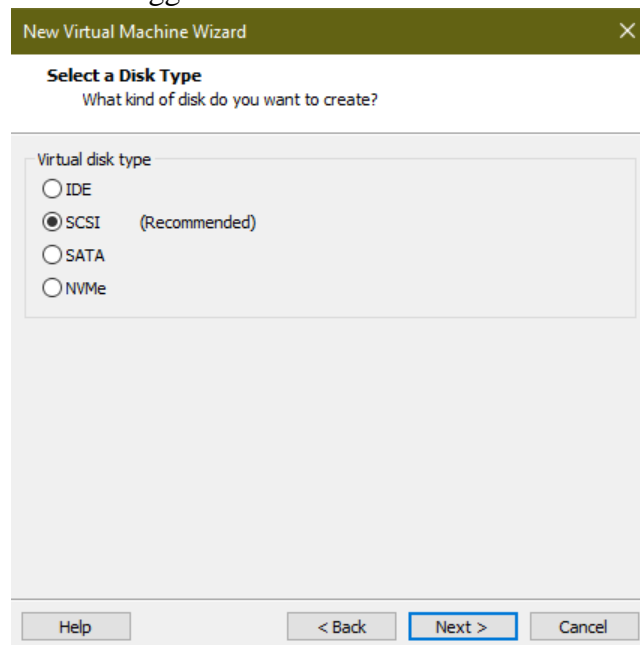 New Virtual Machine Wizard
Select a Disk Type
What kind of disk do you want to create?
Virtual disk type
IDE
SCSI (Recommended)
SATA
NVMe
Help < Back Next > Cancel